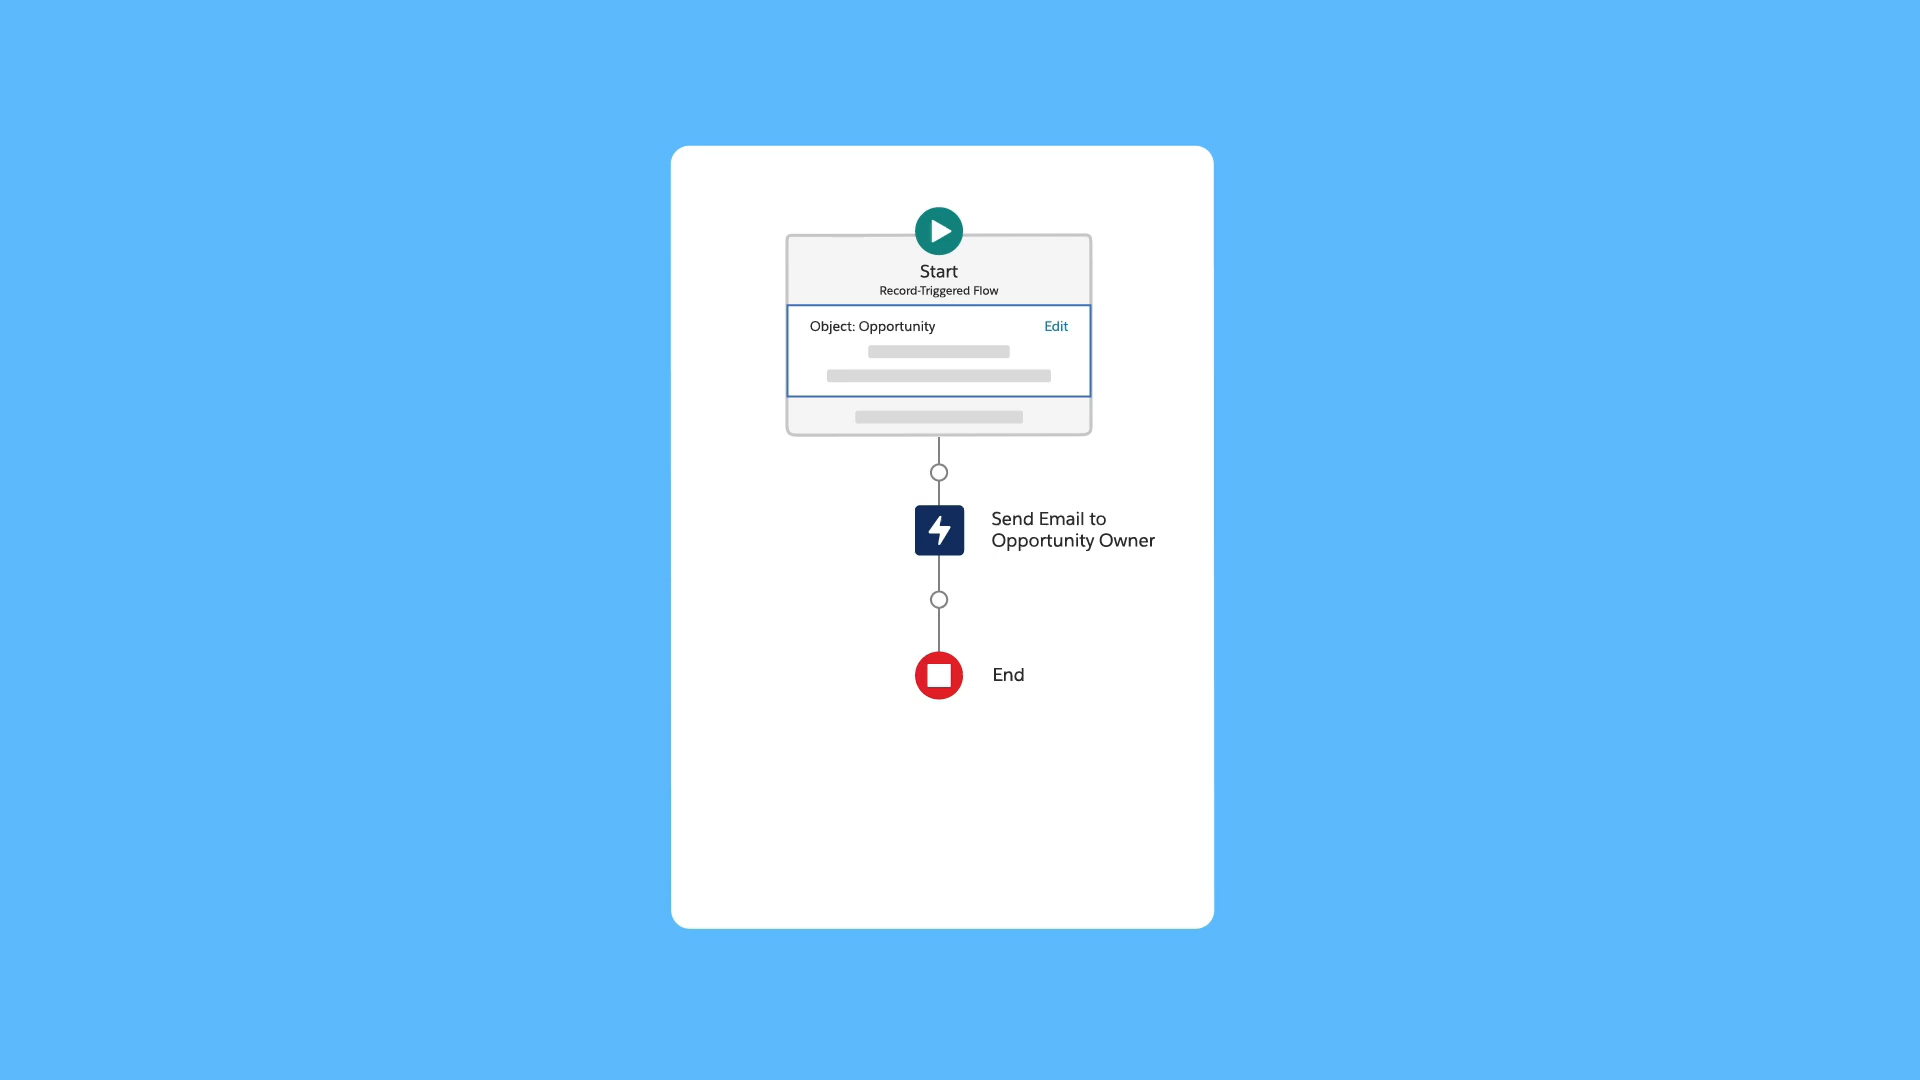 Start
Record-Triggered Flow
Object: Opportunity
Edit
Send Email to
Opportunity Owner
End